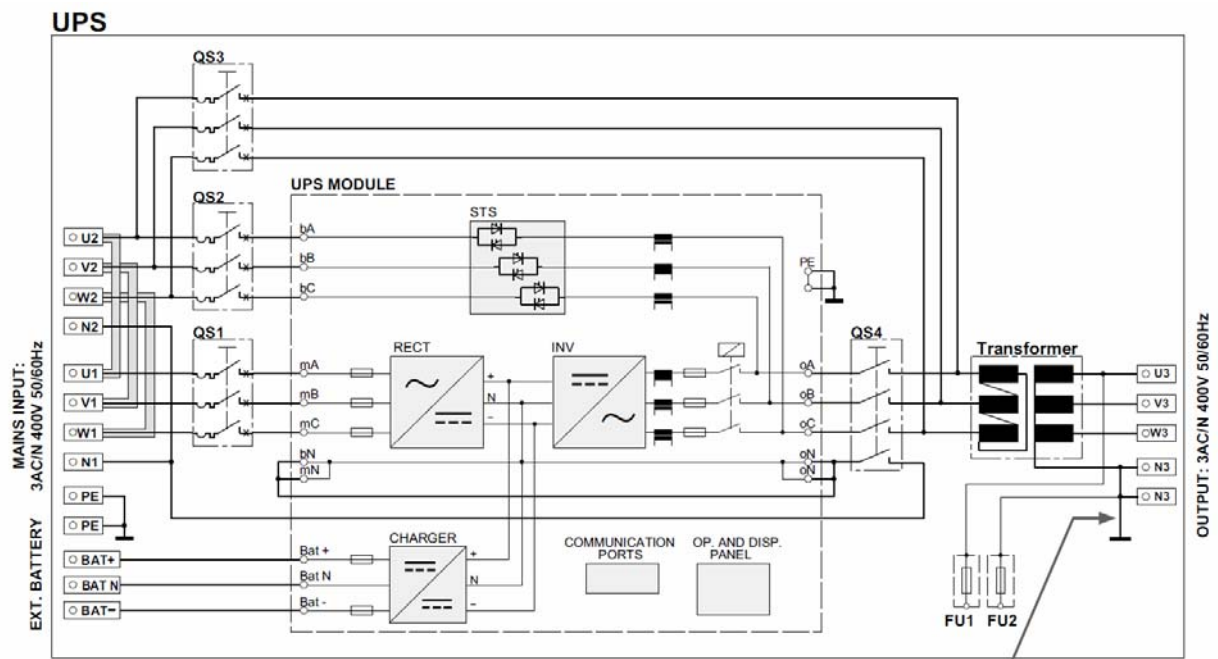 UPS
QS3
UPS MODULE
QS2
STS
U2
bA
V2
bB
PE
W2
bC
N2
QS1
RECT
INV
QS4
Transformer
U1
mA
+
oA
U3
V1
mB
N
oB
V3
W1
mC
–
oC
W3
N1
bN
oN
N3
mN
oN
PE
N3
PE
CHARGER
COMMUNICATION
PORTS
OP. AND DISP.
PANEL
BAT+
Bat +
+
BAT N
Bat N
N
BAT–
Bat -
–
FU1
FU2
MAINS INPUT:
3AC/N 400V 50/60Hz
EXT. BATTERY
OUTPUT: 3AC/N 400V 50/60Hz